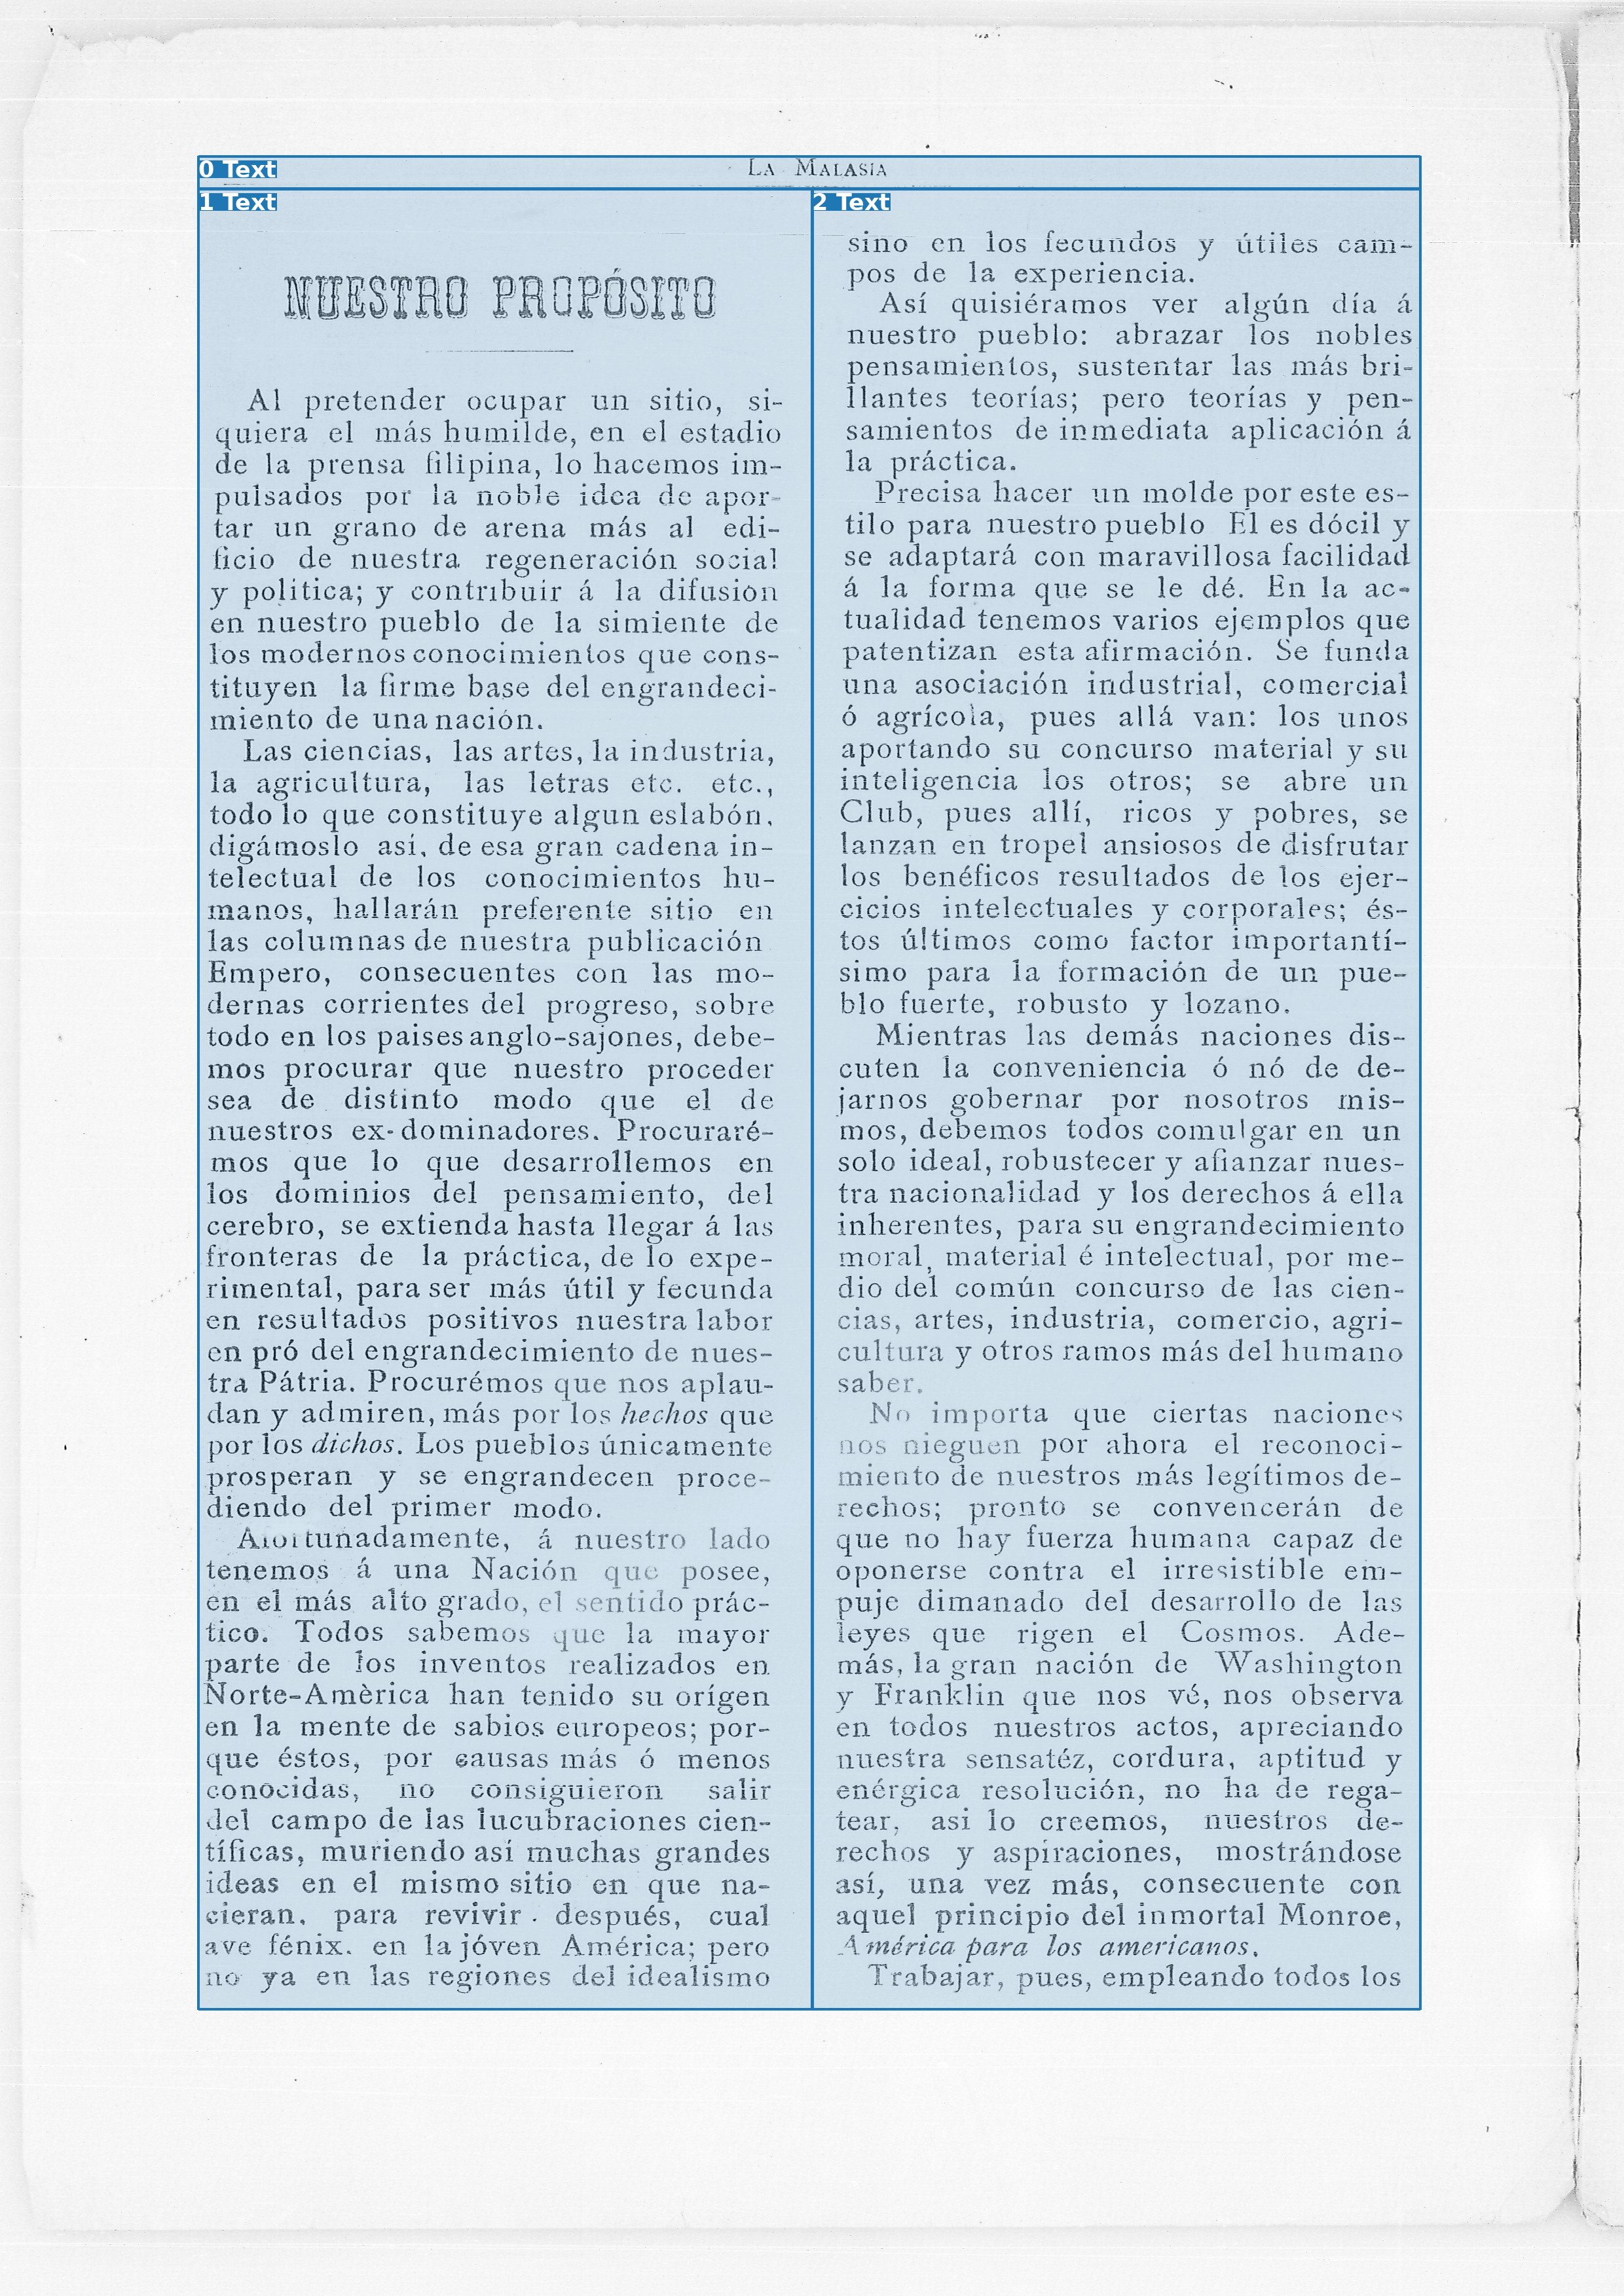 La Malasia
NUESTRO PROPÓSITO
Al pretender ocupar un sitio, si-
quiera el más humilde, en el estadio
de la prensa filipina, lo hacemos im-
pulsados por la noble idea de apor-
tar un grano de arena más al edi-
ficio de nuestra regeneración social
y politica; y contribuir á la difusion
en nuestro pueblo de la simiente de
los modernos conocimientos que cons-
tituyen la firme base del engrandeci-
miento de una nación.
Las ciencias, las artes, la industria,
la agricultura, las letras etc. etc.,
todo lo que constituye algun eslabón,
digámoslo así, de esa gran cadena in-
telectual de los conocimientos hu-
manos, hallarán preferente sitio en
las columnas de nuestra publicación
Empero, consecuentes con las mo-
dernas corrientes del progreso, sobre
todo en los paises anglo-sajones, debe-
mos procurar que nuestro proceder
sea de distinto modo que el de
nuestros ex-dominadores. Procuraré-
mos que lo que desarrollemos en
los dominios del pensamiento, del
cerebro, se extienda hasta llegar á las
fronteras de la práctica, de lo expe-
rimental, para ser más útil y fecunda
en resultados positivos nuestra labor
en pró del engrandecimiento de nues-
tra Pátria. Procurémos que nos aplau-
dan y admiren, más por los hechos que
por los dichos. Los pueblos únicamente
prosperan y se engrandecen proce-
diendo del primer modo.
Afortunadamente, á nuestro lado
tenemos á una Nación que posee,
en el más alto grado, el sentido prác-
tico. Todos sabemos que la mayor
parte de los inventos realizados en
Norte-Amèrica han tenido su orígen
en la mente de sabios europeos; por-
que éstos, por causas más ó menos
conocidas, no consiguieron salir
del campo de las lucubraciones cien-
tíficas, muriendo así muchas grandes
ideas en el mismo sitio en que na-
cieran, para revivir después, cual
ave fénix, en la jóven América; pero
no ya en las regiones del idealismo
sino en los fecundos y útiles cam-
pos de la experiencia.
Así quisiéramos ver algún día á
nuestro pueblo: abrazar los nobles
pensamientos, sustentar las más bri-
llantes teorías; pero teorías y pen-
samientos de inmediata aplicación á
la práctica.
Precisa hacer un molde por este es-
tilo para nuestro pueblo El es dócil y
se adaptará con maravillosa facilidad
á la forma que se le dé. En la ac-
tualidad tenemos varios ejemplos que
patentizan esta afirmación. Se funda
una asociación industrial, comercial
ó agrícola, pues allá van: los unos
aportando su concurso material y su
inteligencia los otros; se abre un
Club, pues allí, ricos y pobres, se
lanzan en tropel ansiosos de disfrutar
los benéficos resultados de los ejer-
cicios intelectuales y corporales; és-
tos últimos como factor importantí-
simo para la formación de un pue-
blo fuerte, robusto y lozano.
Mientras las demás naciones dis-
cuten la conveniencia ó nó de de-
jarnos gobernar por nosotros mis-
mos, debemos todos comulgar en un
solo ideal, robustecer y afianzar nues-
tra nacionalidad y los derechos á ella
inherentes, para su engrandecimiento
moral, material é intelectual, por me-
dio del común concurso de las cien-
cias, artes, industria, comercio, agri-
cultura y otros ramos más del humano
saber.
No importa que ciertas naciones
nos nieguen por ahora el reconoci-
miento de nuestros más legítimos de-
rechos; pronto se convencerán de
que no hay fuerza humana capaz de
oponerse contra el irresistible em-
puje dimanado del desarrollo de las
leyes que rigen el Cosmos. Ade-
más, la gran nación de Washington
y Franklin que nos vé, nos observa
en todos nuestros actos, apreciando
nuestra sensatéz, cordura, aptitud y
enérgica resolución, no ha de rega-
tear, asi lo creemos, nuestros de-
rechos y aspiraciones, mostrándose
así, una vez más, consecuente con
aquel principio del inmortal Monroe,
América para los americanos.
Trabajar, pues, empleando todos los